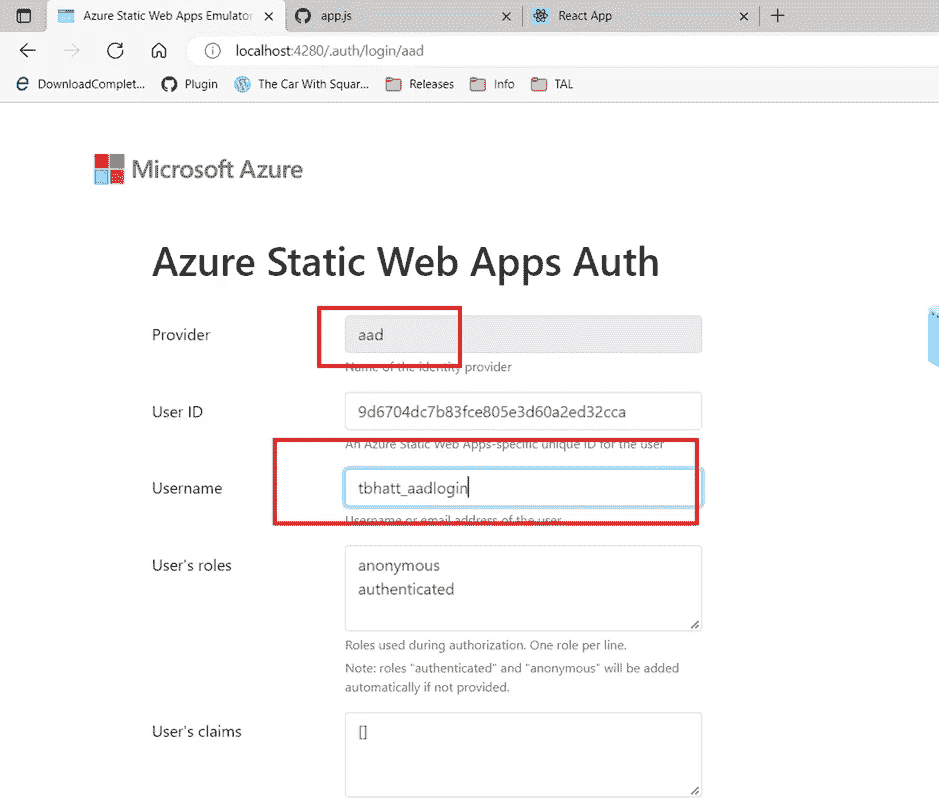 Azure Static Web Apps Emulator
app.js
React App
localhost:4280/.auth/login/aad
DownloadComplet...
Plugin
The Car With Squar...
Releases
Info
TAL
Microsoft Azure
Azure Static Web Apps Auth
Provider
aad
Name of the identity provider
User ID
9d6704dc7b83fce805e3d60a2ed32cca
An Azure Static Web Apps-specific unique ID for the user
Username
tbhatt_aadlogin
Username or email address of the user
User's roles
anonymous
authenticated
Roles used during authorization. One role per line.
Note: roles "authenticated" and "anonymous" will be added
automatically if not provided.
User's claims
[]